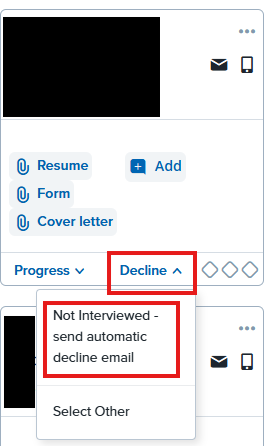 Resume
Add
Form
Cover letter
Progress
Decline
Not Interviewed -
send automatic
decline email
Select Other